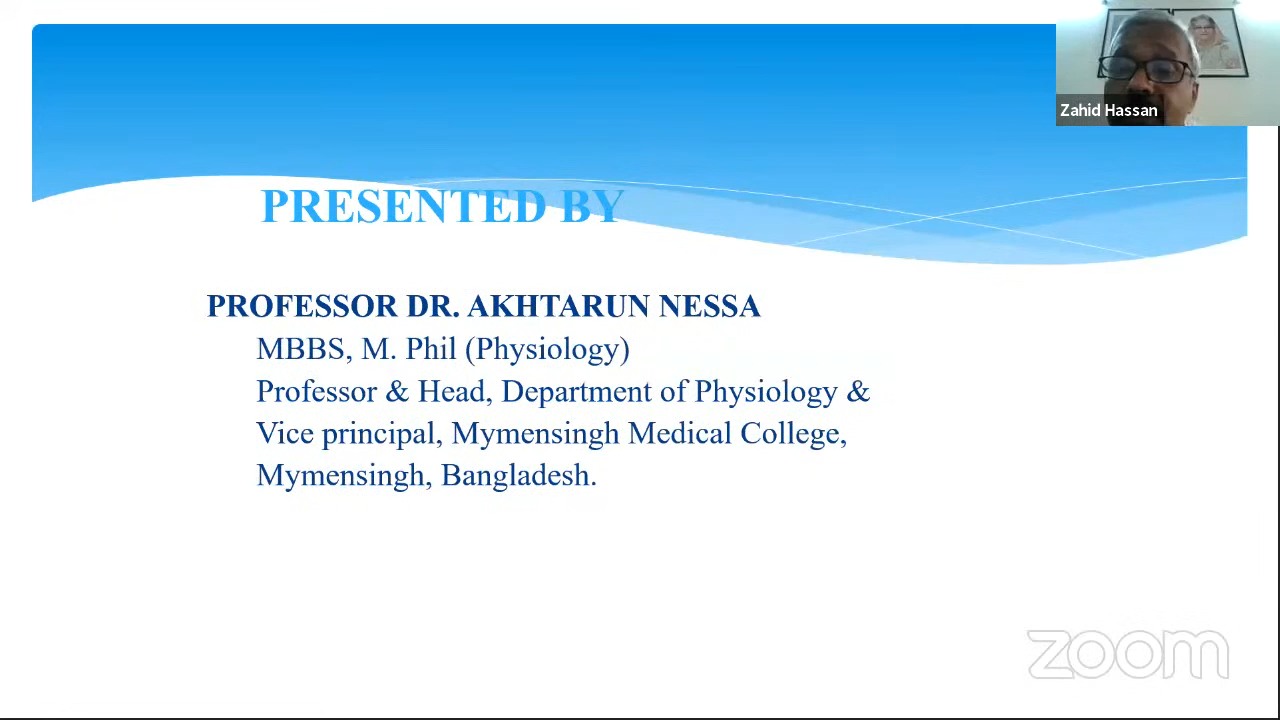 Zahid Hassan
PRESENTED BY
PROFESSOR DR. AKHTARUN NESSA
MBBS, M. Phil (Physiology)
Professor & Head, Department of Physiology &
Vice principal, Mymensingh Medical College,
Mymensingh, Bangladesh.
zoom